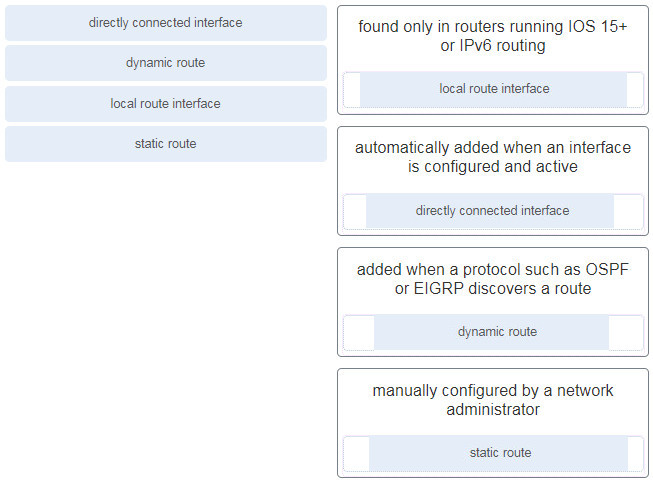 directly connected interface
dynamic route
local route interface
static route
found only in routers running IOS 15+
or IPv6 routing
local route interface
automatically added when an interface
is configured and active
directly connected interface
added when a protocol such as OSPF
or EIGRP discovers a route
dynamic route
manually configured by a network
administrator
static route